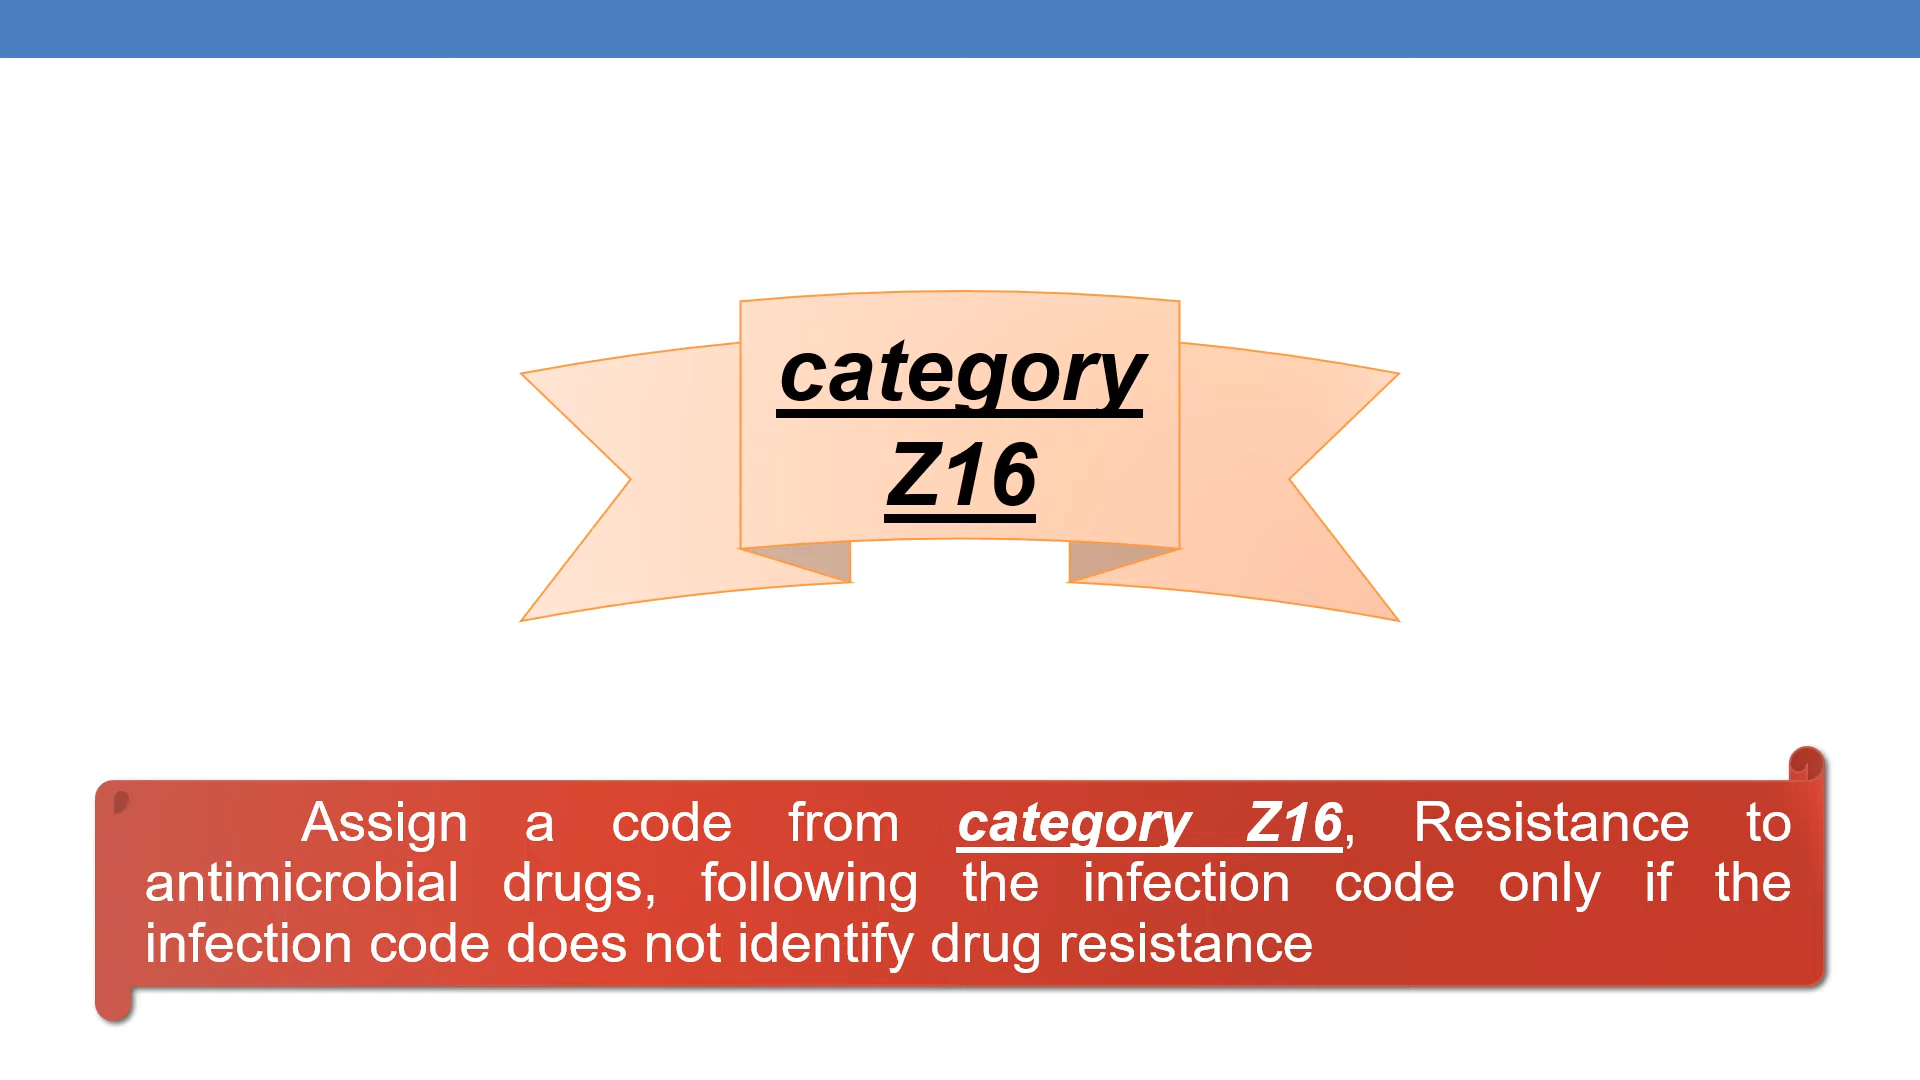 category
Z16
Assign a code from category Z16, Resistance to
antimicrobial drugs, following the infection code only if the
infection code does not identify drug resistance